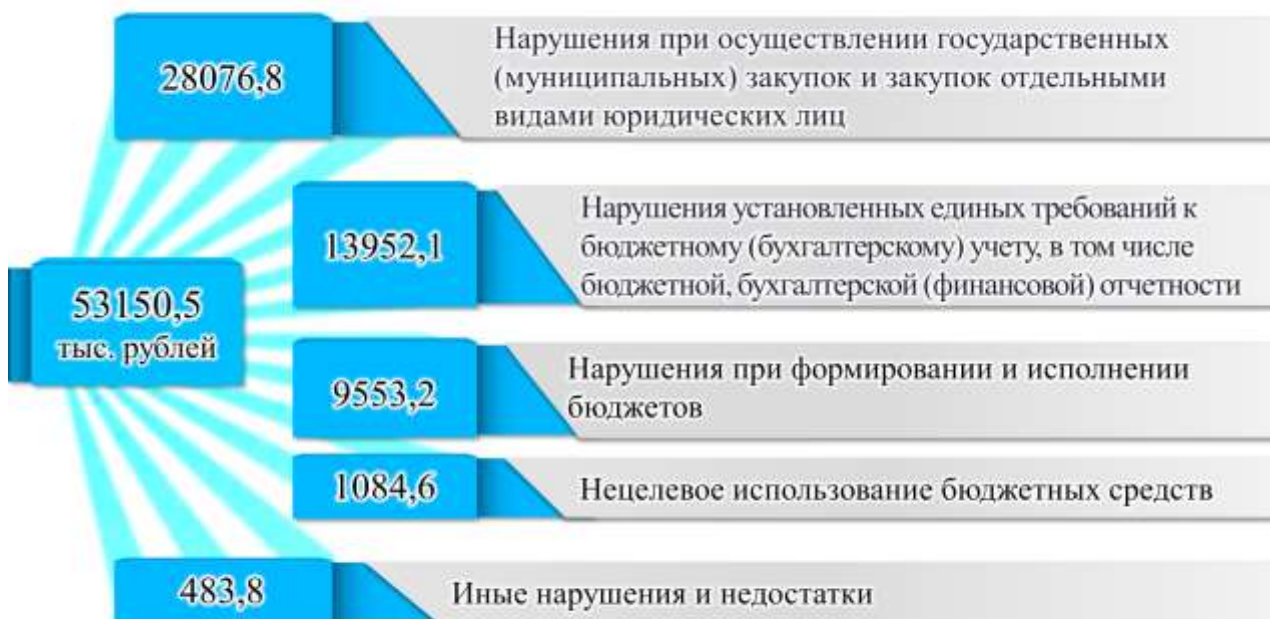 28076,8
Нарушения при осуществлении государственных
(муниципальных) закупок и закупок отдельными
видами юридических лиц
13952,1
Нарушения установленных единых требований к
бюджетному (бухгалтерскому) учету, в том числе
бюджетной, бухгалтерской (финансовой) отчетности
53150,5
тыс. рублей
9553,2
Нарушения при формировании и исполнении
бюджетов
1084,6
Нецелевое использование бюджетных средств
483,8
Иные нарушения и недостатки